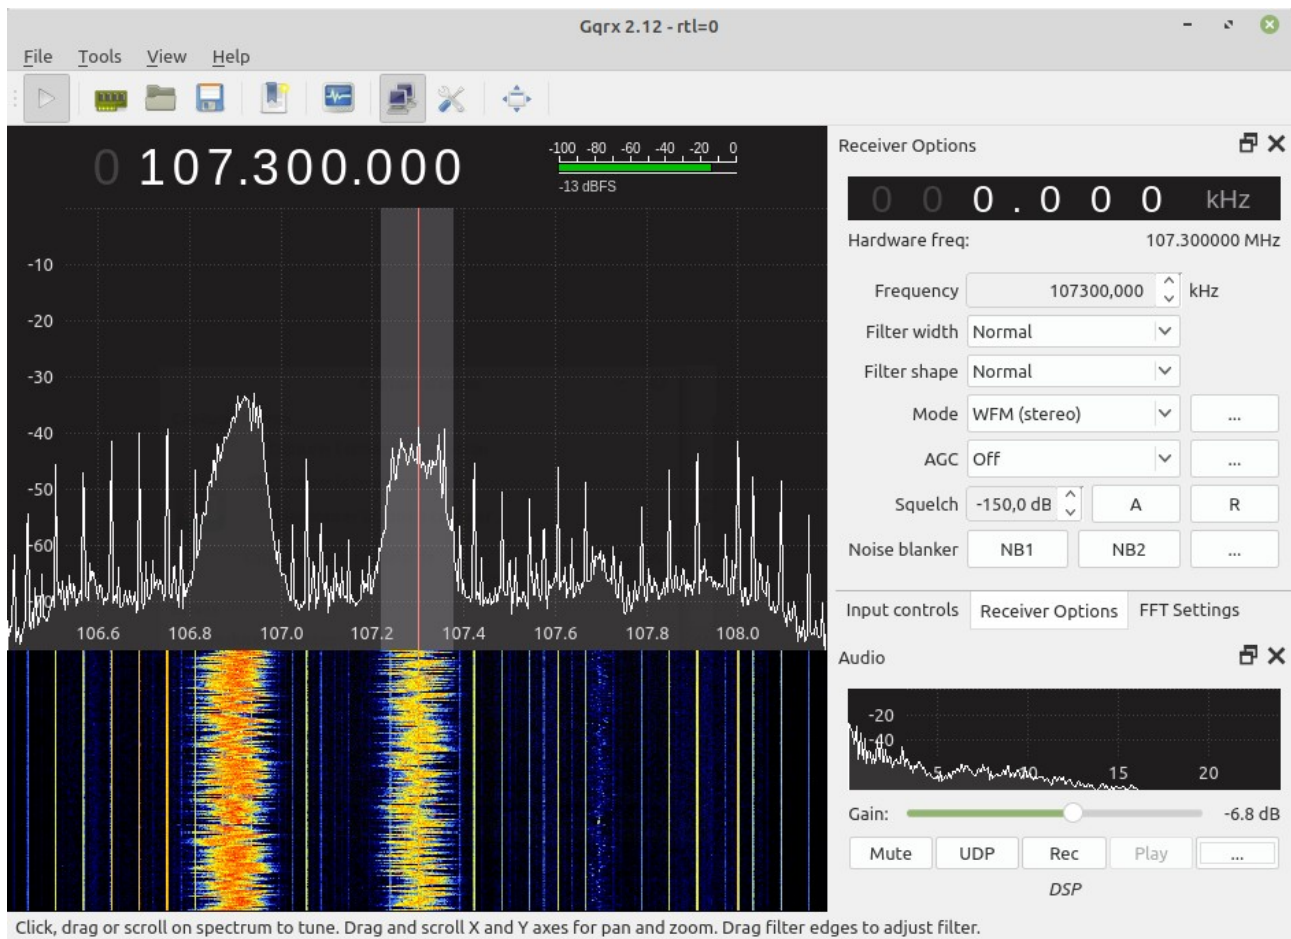 Gqrx 2.12 - rtl=0
File Tools View Help
0 107.300.000
-100 -80 -60 -40 -20 0
-13 dBFS
-10
-20
-30
-40
-50
-60
-70
106.6 106.8 107.0 107.2 107.4 107.6 107.8 108.0
Receiver Options
0 0 0.0 0 0 kHz
Hardware freq: 107.300000 MHz
Frequency 107300,000 kHz
Filter width Normal
Filter shape Normal
Mode WFM (stereo) ...
AGC Off ...
Squelch -150,0 dB A R
Noise blanker NB1 NB2 ...
Input controls Receiver Options FFT Settings
Audio
-20
-40
5 10 15 20
Gain: -6.8 dB
Mute UDP Rec Play ...
DSP
Click, drag or scroll on spectrum to tune. Drag and scroll X and Y axes for pan and zoom. Drag filter edges to adjust filter.